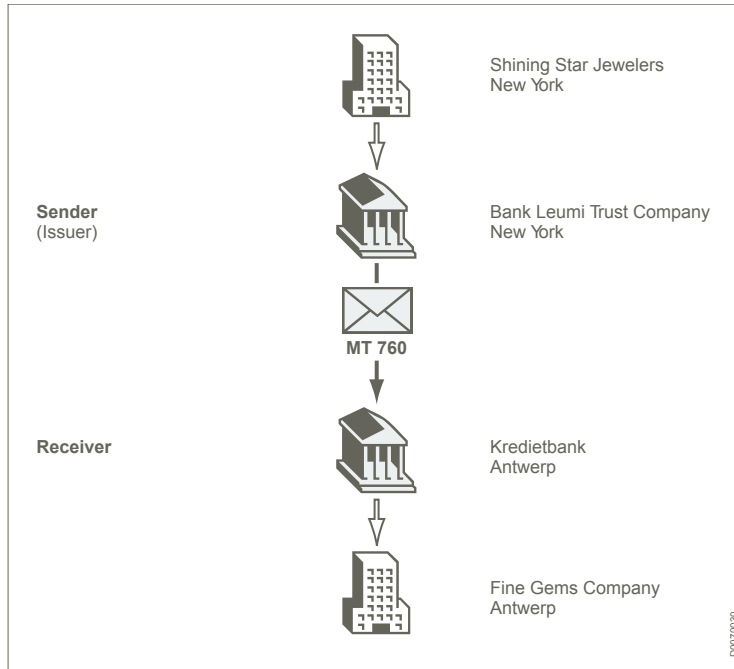 Shining Star Jewelers
New York
Sender
(Issuer)
Bank Leumi Trust Company
New York
MT 760
Receiver
Kredietbank
Antwerp
Fine Gems Company
Antwerp
D0070030